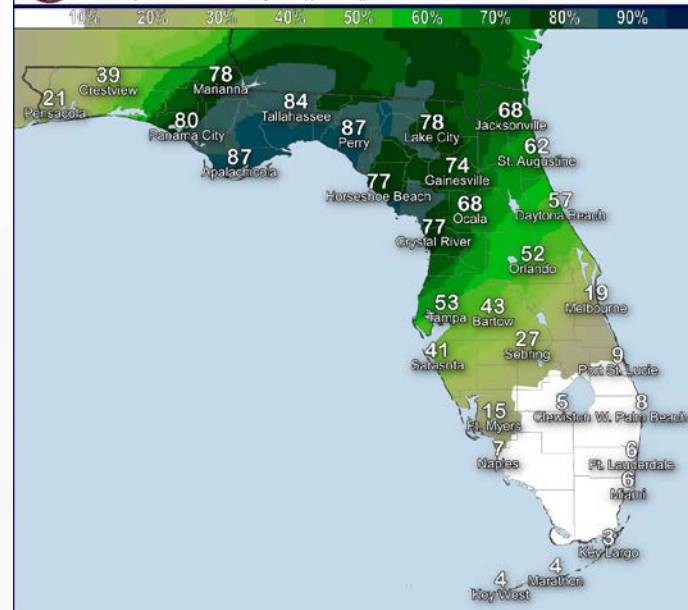 10% 20% 30% 40% 50% 60% 70% 80% 90%
39
Crestview
78
Marianna
21
Pensacola
84
Tallahassee
80
Panama City
87
Perry
78
Lake City
68
Jacksonville
87
Apalachicola
62
St. Augustine
74
Gainesville
77
Horseshoe Beach
68
Ocala
57
Daytona Beach
77
Crystal River
52
Orlando
19
Melbourne
53
Tampa
43
Bartow
41
Sarasota
27
Sebring
9
Port St. Lucie
15
Ft. Myers
5
Clewiston
8
W. Palm Beach
7
Naples
6
Ft. Lauderdale
6
Miami
3
Key Largo
4
Marathon
4
Key West